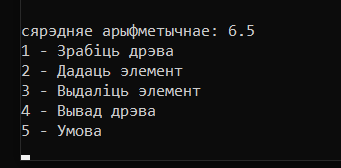 сярэдняе арыфметычнае: 6.5
1 - Зрабіць дрэва
2 - Дадаць элемент
3 - Выдаліць элемент
4 - Вывад дрэва
5 - Умова